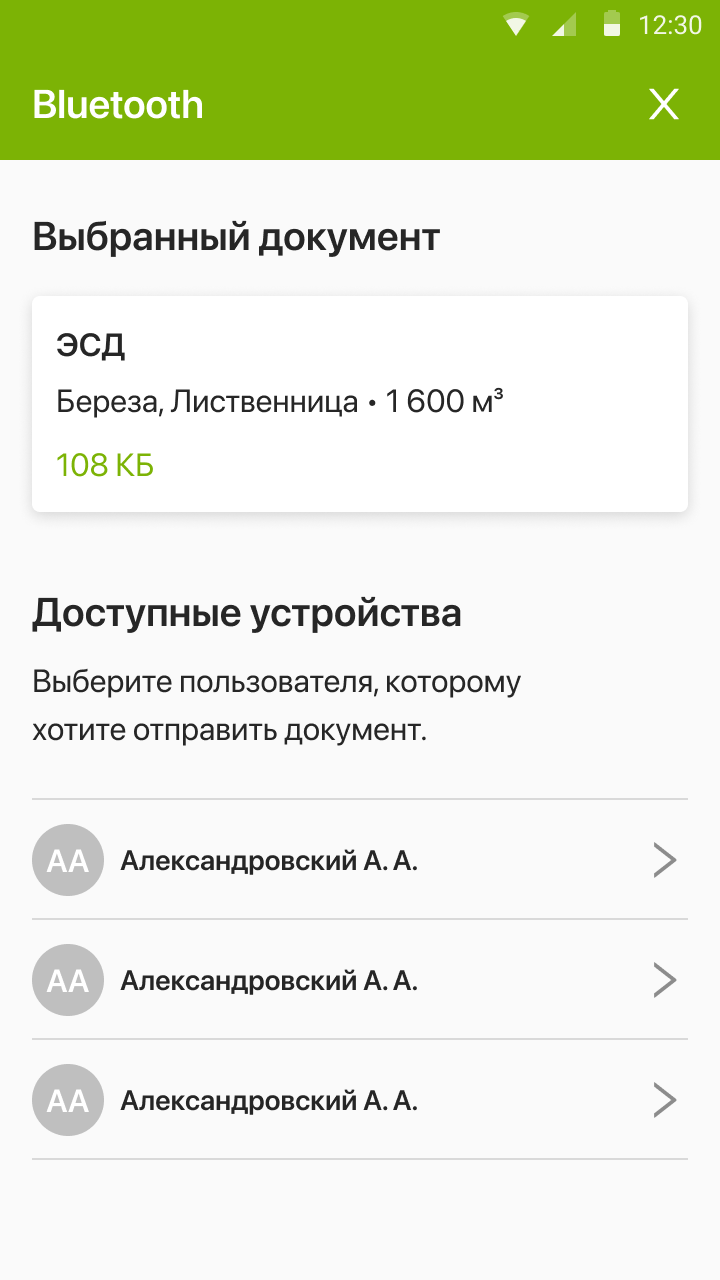 12:30
Bluetooth
Выбранный документ
ЭСД
Береза, Лиственница • 1 600 м³
108 КБ
Доступные устройства
Выберите пользователя, которому
хотите отправить документ.
АА Александровский А. А.
АА Александровский А. А.
АА Александровский А. А.